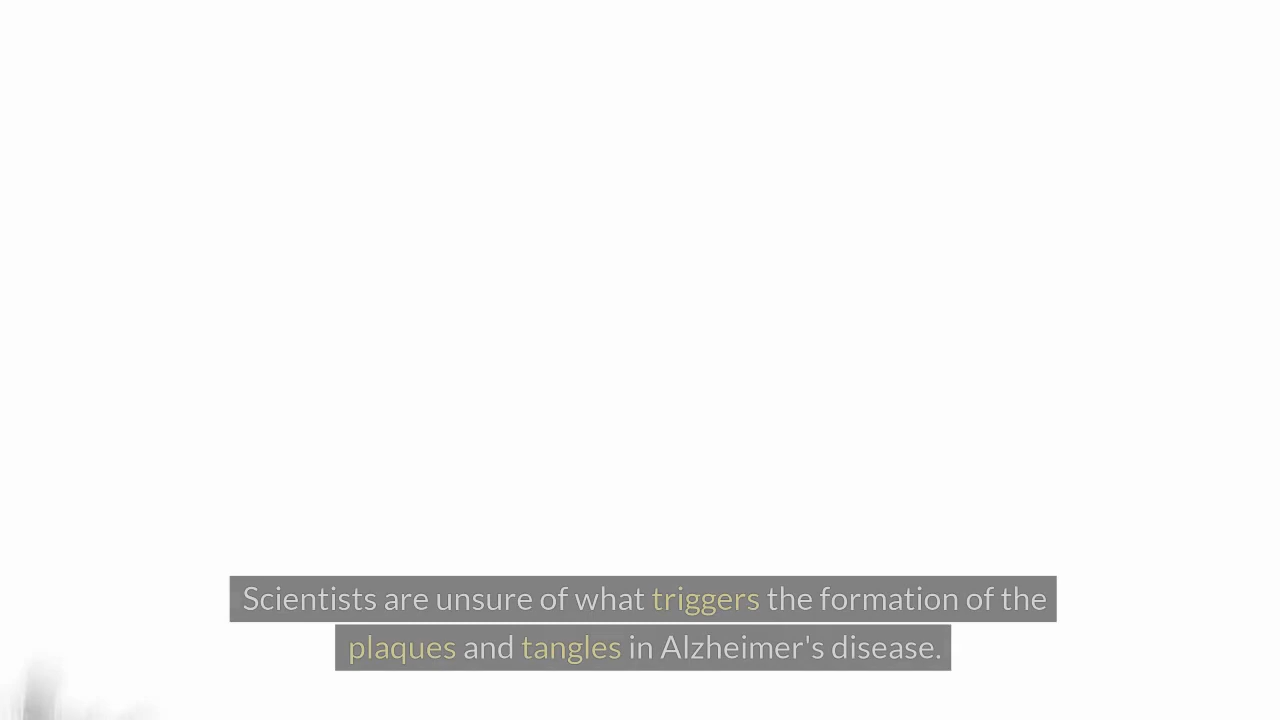 Scientists are unsure of what triggers the formation of the
plaques and tangles in Alzheimer's disease.